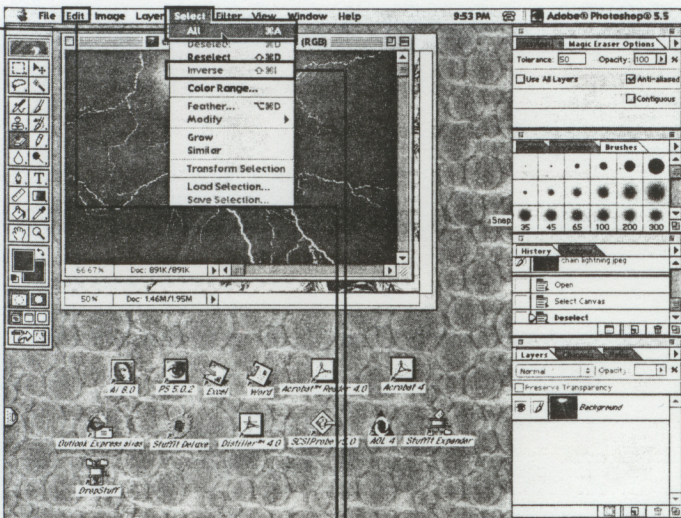 File Edit Image Layer Select Filter View Window Help 9:53 PM Adobe® Photoshop® 5.5
All ⌘A
Deselect ⌘D
Reselect ⇧⌘D
Inverse ⇧⌘I
Color Range...
Feather... ⌥⌘D
Modify
Grow
Similar
Transform Selection
Load Selection...
Save Selection...
(RGB)
66.67% Doc: 891K/891K
50% Doc: 1.46M/1.95M
Magic Eraser Options
Tolerance: 50 Opacity: 100 %
Use All Layers Anti-aliased
Contiguous
Brushes
35 45 65 100 200 300
History
chain lightning jpeg
Open
Select Canvas
Deselect
Layers
Normal Opacity: %
Preserve Transparency
Background
Snap
Ai 8.0 PS 5.0.2 Excel Word Acrobat™ Reader 4.0 Acrobat 4
Outlook Express alias StuffIt Deluxe Distiller™ 4.0 SCSIProbe 5.0 AOL 4 StuffIt Expander
DropStuff